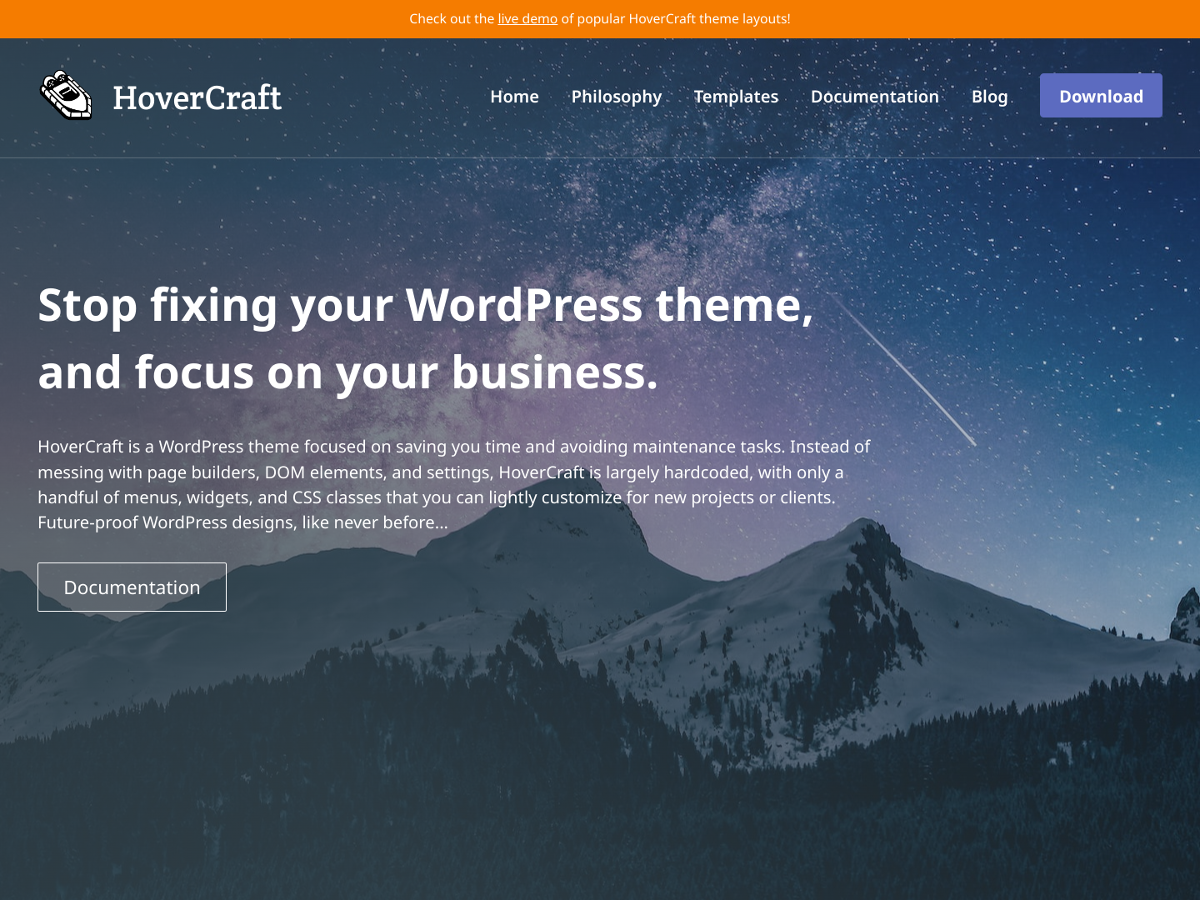 Check out the live demo of popular HoverCraft theme layouts!
HoverCraft
Home Philosophy Templates Documentation Blog Download
Stop fixing your WordPress theme,
and focus on your business.
HoverCraft is a WordPress theme focused on saving you time and avoiding maintenance tasks. Instead of
messing with page builders, DOM elements, and settings, HoverCraft is largely hardcoded, with only a
handful of menus, widgets, and CSS classes that you can lightly customize for new projects or clients.
Future-proof WordPress designs, like never before...
Documentation